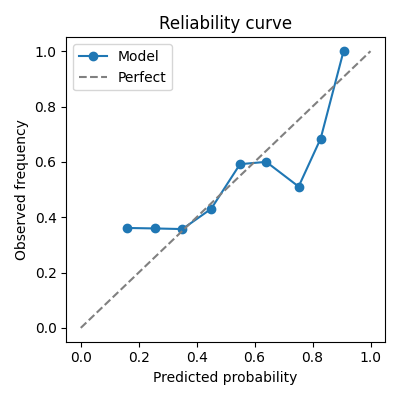 Reliability curve
Model
Perfect
Observed frequency
1.0
0.8
0.6
0.4
0.2
0.0
0.0 0.2 0.4 0.6 0.8 1.0
Predicted probability